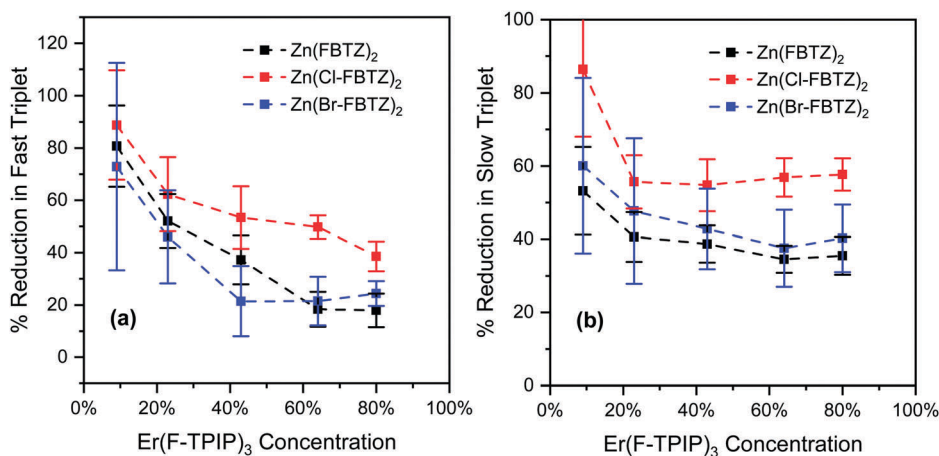 % Reduction in Fast Triplet
120
100
80
60
40
20
0
Zn(FBTZ)₂
Zn(Cl-FBTZ)₂
Zn(Br-FBTZ)₂
(a)
0% 20% 40% 60% 80% 100%
Er(F-TPIP)₃ Concentration
% Reduction in Slow Triplet
100
80
60
40
20
0
Zn(FBTZ)₂
Zn(Cl-FBTZ)₂
Zn(Br-FBTZ)₂
(b)
0% 20% 40% 60% 80% 100%
Er(F-TPIP)₃ Concentration